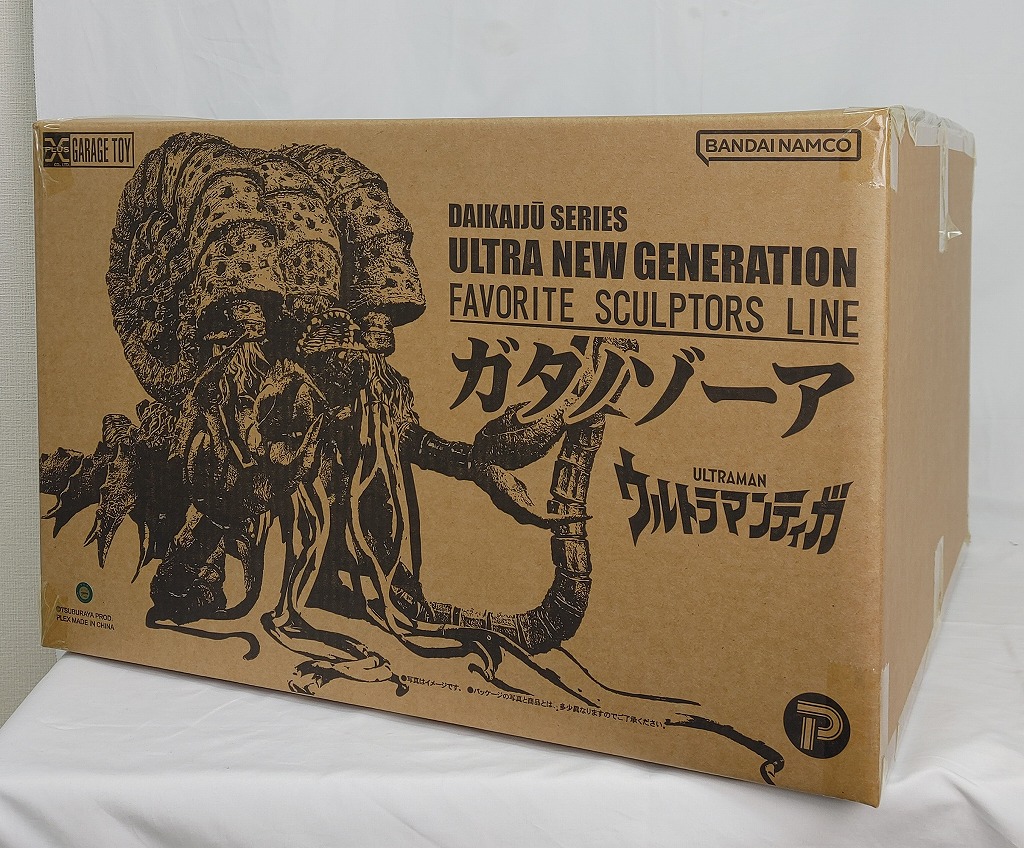 X PLUS CO., LTD. GARAGE TOY
BANDAI NAMCO
DAIKAIJŪ SERIES
ULTRA NEW GENERATION
FAVORITE SCULPTORS LINE
ガタノゾーア
ULTRAMAN
ウルトラマンティガ
©TSUBURAYA PROD.
PLEX MADE IN CHINA
●写真はイメージです。 ●パッケージの写真と商品とは、多少異なりますのでご了承ください。
P